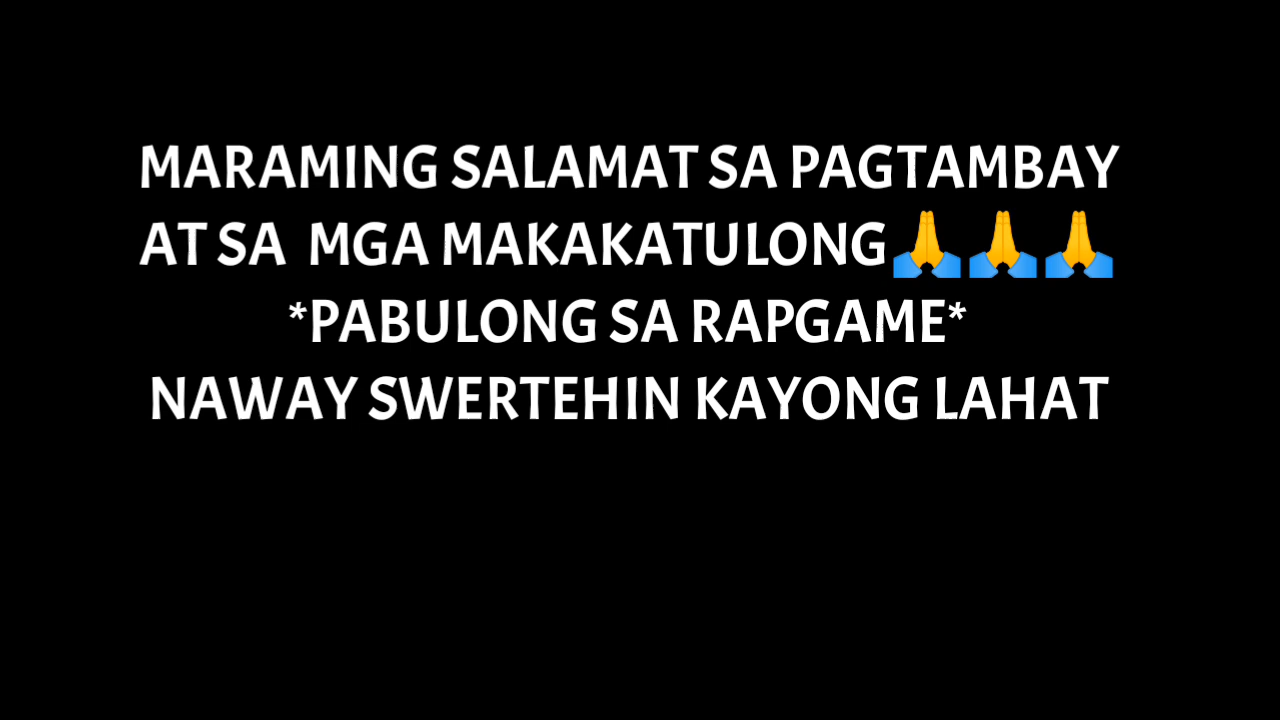 MARAMING SALAMAT SA PAGTAMBAY
AT SA MGA MAKAKATULONG🙏🙏🙏
*PABULONG SA RAPGAME*
NAWAY SWERTEHIN KAYONG LAHAT